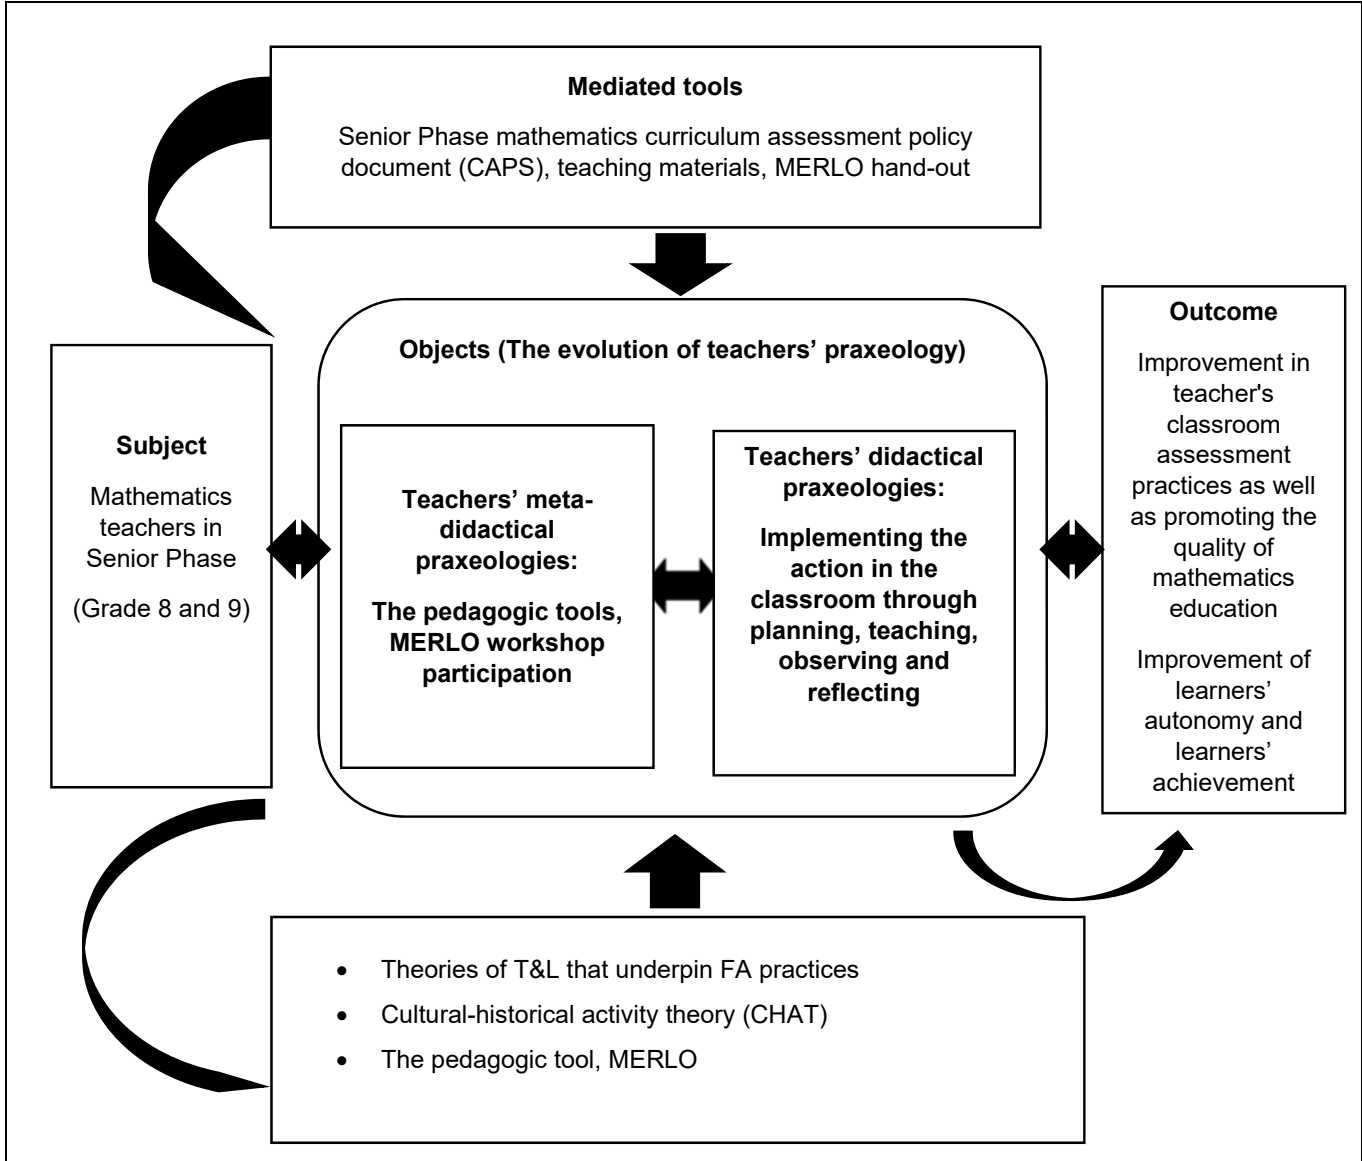 Mediated tools
Senior Phase mathematics curriculum assessment policy
document (CAPS), teaching materials, MERLO hand-out
Objects (The evolution of teachers’ praxeology)
Subject
Mathematics
teachers in
Senior Phase
(Grade 8 and 9)
Teachers’ meta-
didactical
praxeologies:
The pedagogic tools,
MERLO workshop
participation
Teachers’ didactical
praxeologies:
Implementing the
action in the
classroom through
planning, teaching,
observing and
reflecting
Outcome
Improvement in
teacher's
classroom
assessment
practices as well
as promoting the
quality of
mathematics
education
Improvement of
learners’
autonomy and
learners’
achievement
• Theories of T&L that underpin FA practices
• Cultural-historical activity theory (CHAT)
• The pedagogic tool, MERLO